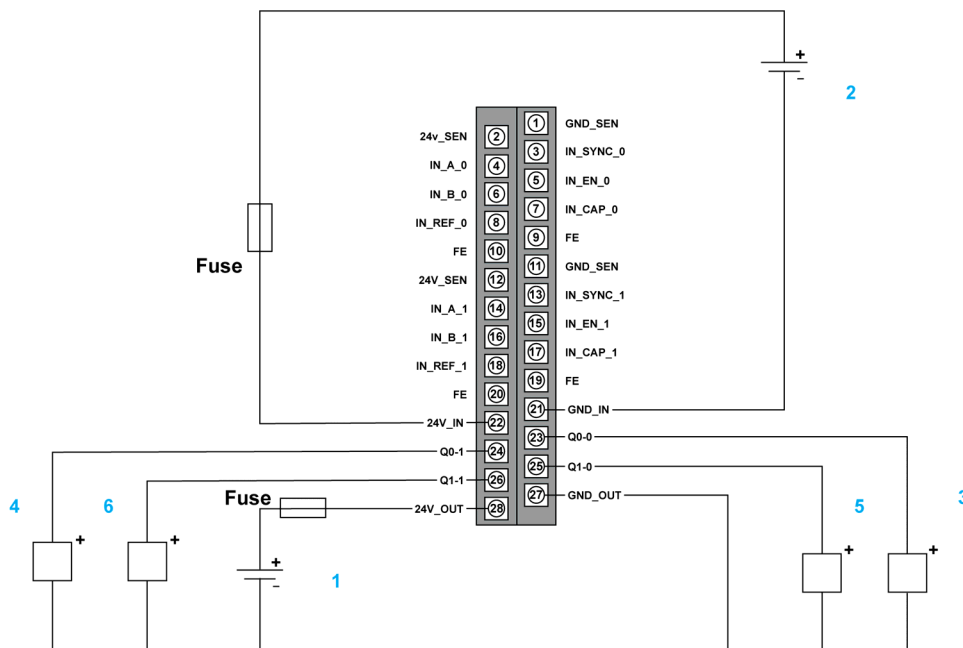 +
-
2
1 GND_SEN
24v_SEN 2
3 IN_SYNC_0
IN_A_0 4
5 IN_EN_0
IN_B_0 6
7 IN_CAP_0
IN_REF_0 8
9 FE
FE 10
Fuse
11 GND_SEN
24V_SEN 12
13 IN_SYNC_1
IN_A_1 14
15 IN_EN_1
IN_B_1 16
17 IN_CAP_1
IN_REF_1 18
19 FE
FE 20
21 GND_IN
24V_IN 22
23 Q0-0
Q0-1 24
25 Q1-0
Q1-1 26
27 GND_OUT
Fuse
24V_OUT 28
4
6
5
3
+
+
+
-
1
+
+